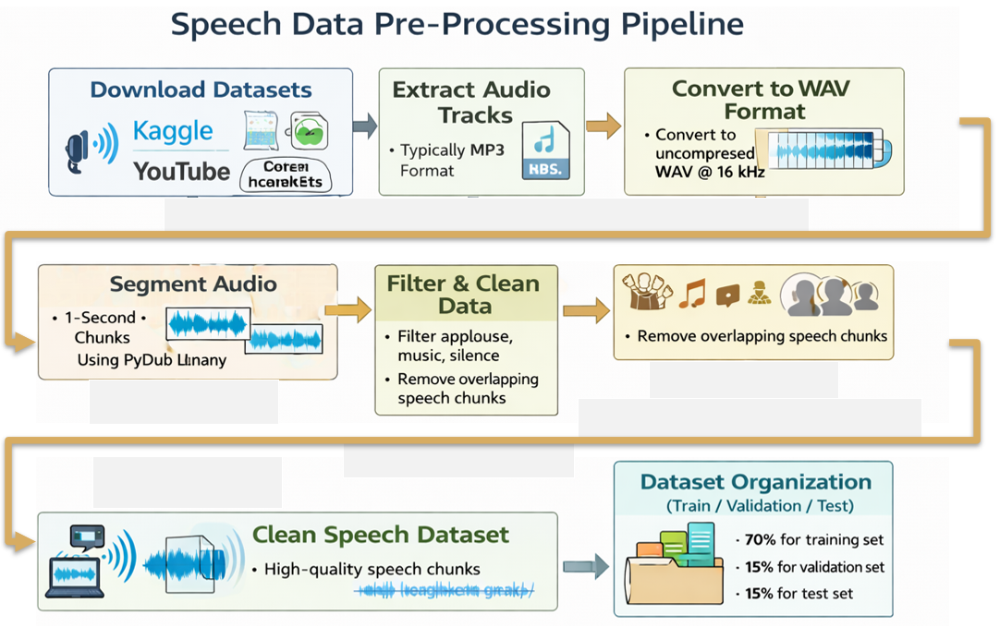 Speech Data Pre-Processing Pipeline
Download Datasets
Kaggle
YouTube
Extract Audio
Tracks
• Typically MP3
Format
Convert to WAV
Format
• Convert to
uncompresed
WAV @ 16 kHz
Segment Audio
• 1-Second •
Chunks
Using PyDub
Filter & Clean
Data
• Filter applouse,
music, silence
• Remove overlapping
speech chunks
• Remove overlapping speech chunks
Clean Speech Dataset
• High-quality speech chunks
Dataset Organization
(Train / Validation / Test)
· 70% for training set
· 15% for validation set
· 15% for test set